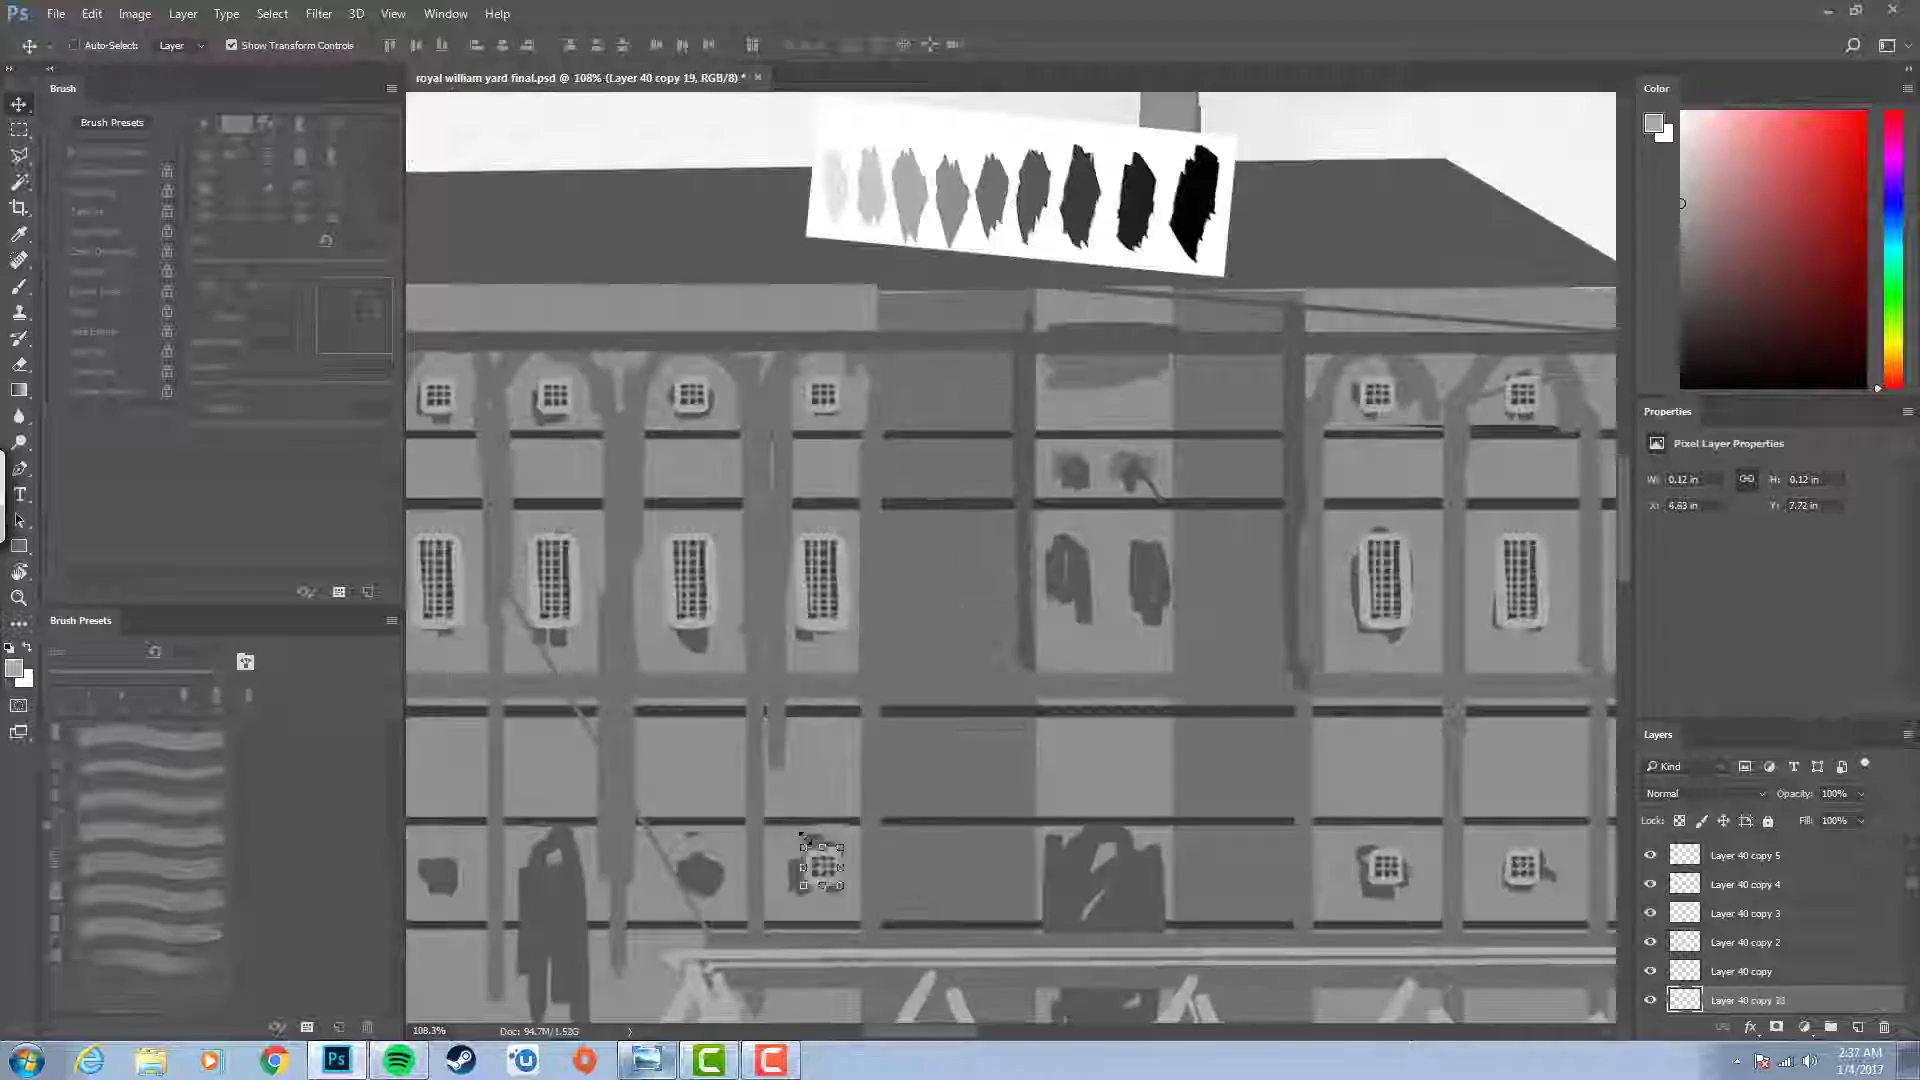 Ps File Edit Image Layer Type Select Filter 3D View Window Help
Auto-Select: Layer Show Transform Controls
royal william yard final.psd @ 108% (Layer 40 copy 19, RGB/8) *
Brush
Brush Presets
Color
Properties
Pixel Layer Properties
W: 0.12 in H: 0.12 in
X: 6.63 in Y: 7.72 in
Brush Presets
Layers
Kind
Normal Opacity: 100%
Lock: Fill: 100%
Layer 40 copy 5
Layer 40 copy 4
Layer 40 copy 3
Layer 40 copy 2
Layer 40 copy
108.3% Doc: 94.7M/1.52G
Ps
2:37 AM
1/4/2017